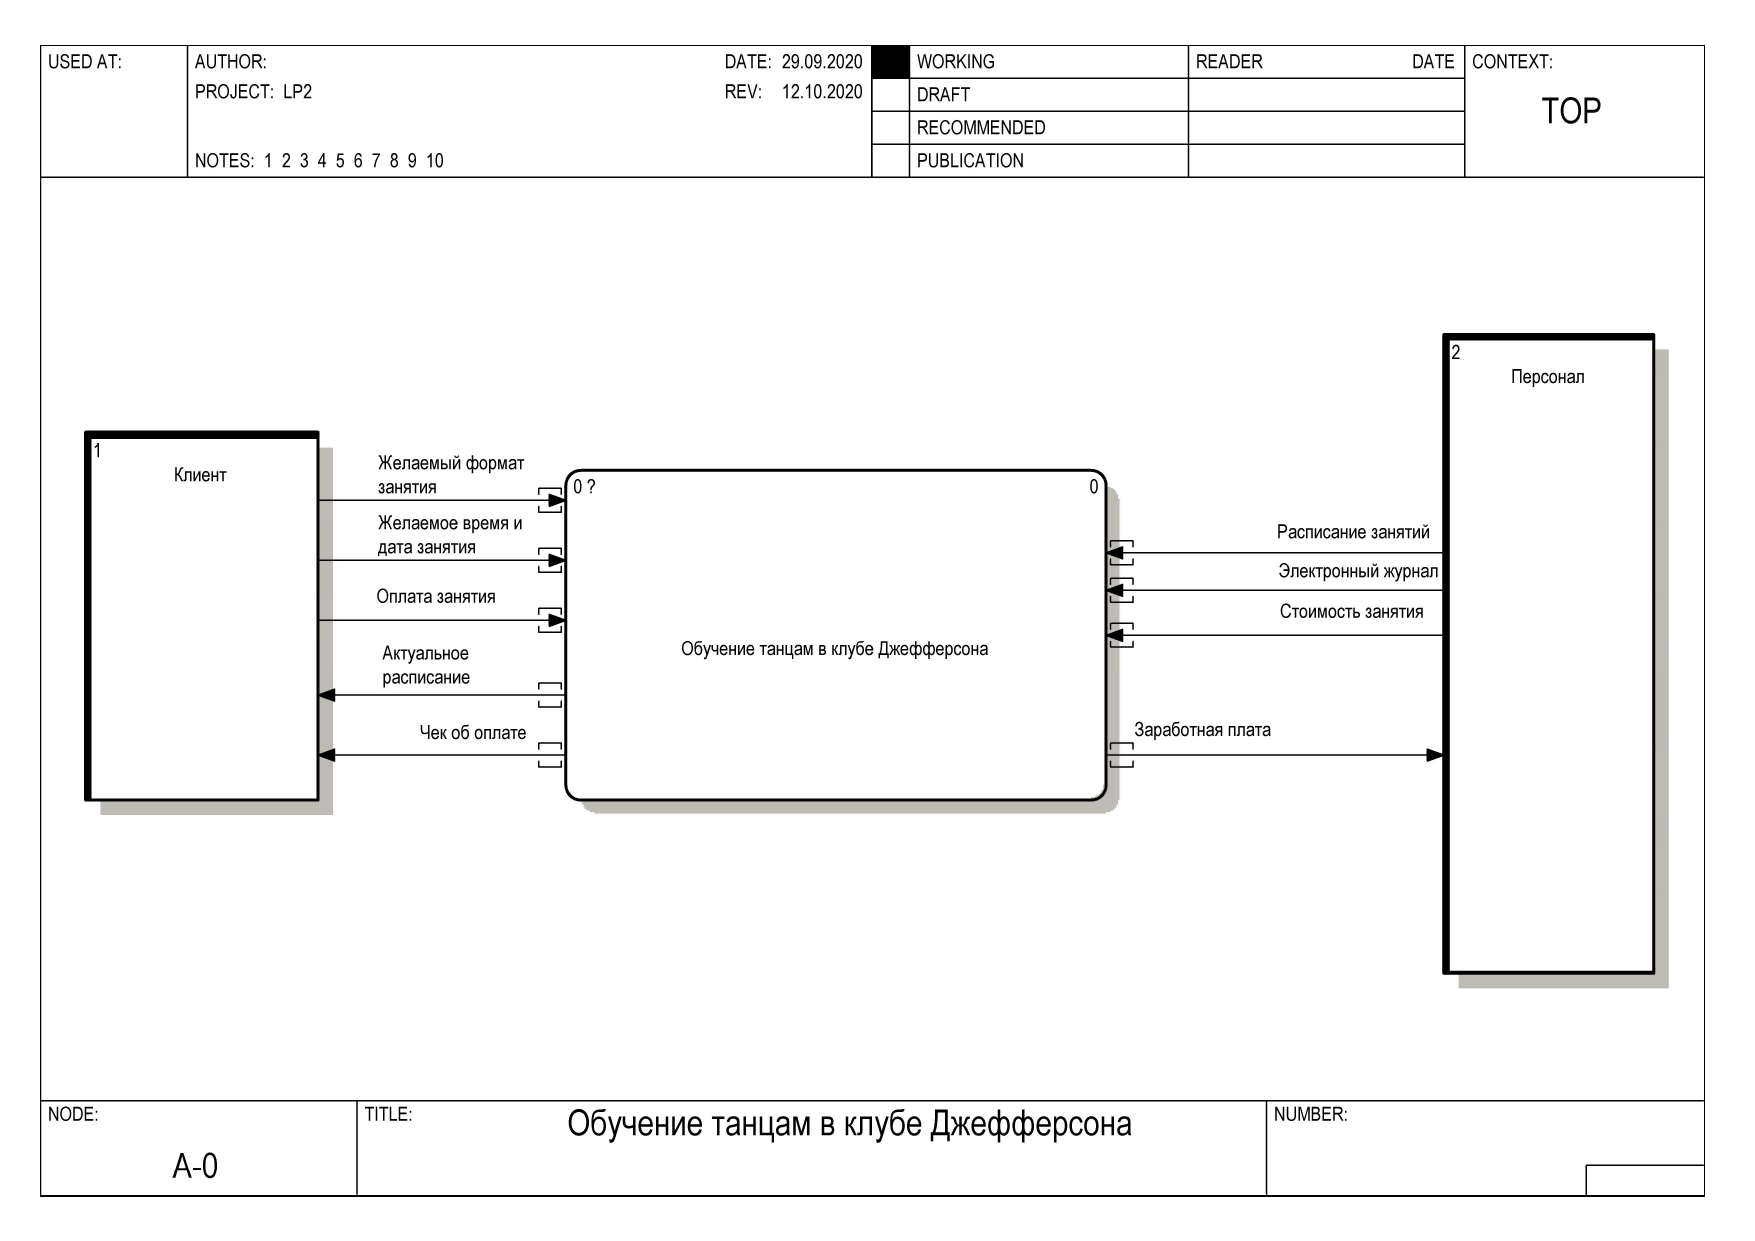 USED AT:
AUTHOR:
DATE: 29.09.2020
PROJECT: LP2
REV: 12.10.2020
NOTES: 1 2 3 4 5 6 7 8 9 10
WORKING
DRAFT
RECOMMENDED
PUBLICATION
READER
DATE
CONTEXT:
TOP
1
Клиент
Желаемый формат
занятия
Желаемое время и
дата занятия
Оплата занятия
Актуальное
расписание
Чек об оплате
0 ?
0
Обучение танцам в клубе Джефферсона
Расписание занятий
Электронный журнал
Стоимость занятия
Заработная плата
2
Персонал
NODE:
A-0
TITLE:
Обучение танцам в клубе Джефферсона
NUMBER: